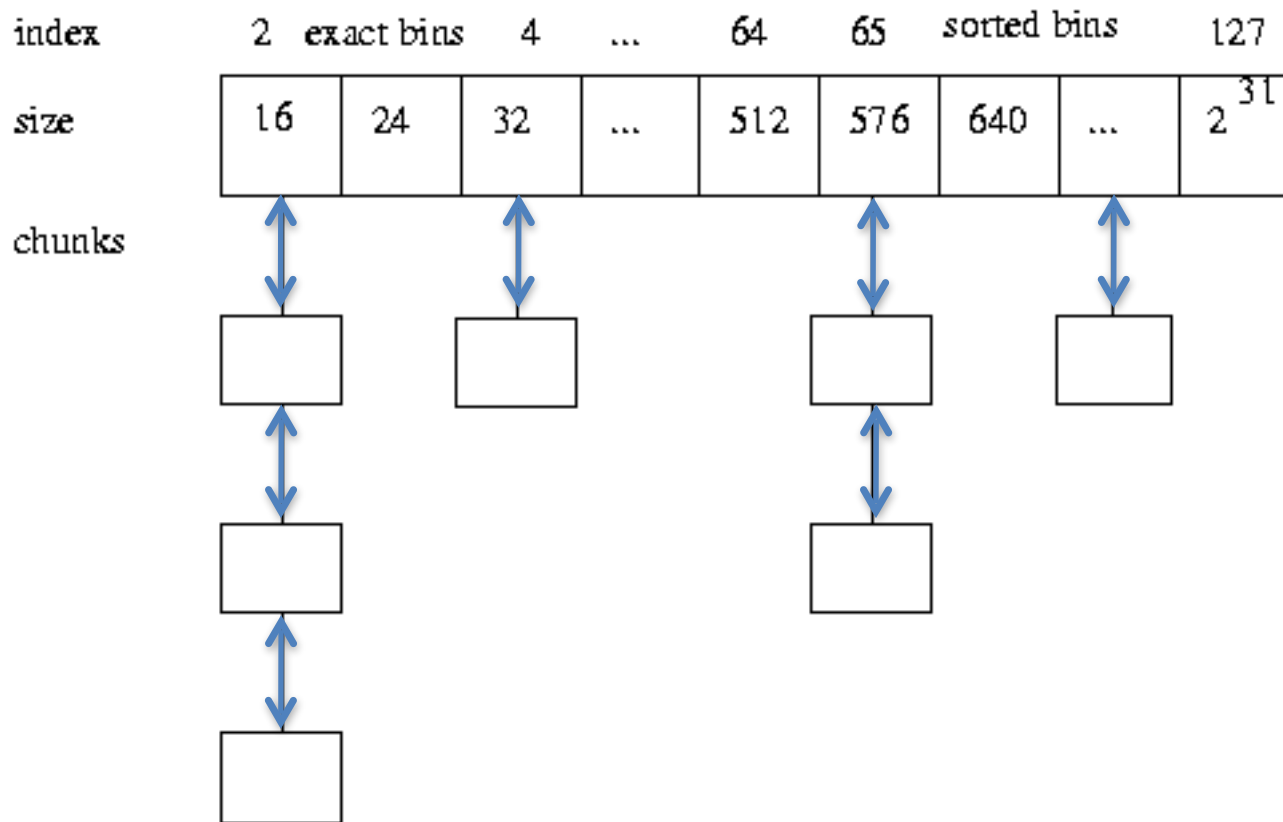 index 2 exact bins 4 ... 64 65 sorted bins 127
size 16 24 32 ... 512 576 640 ... 2 31
chunks